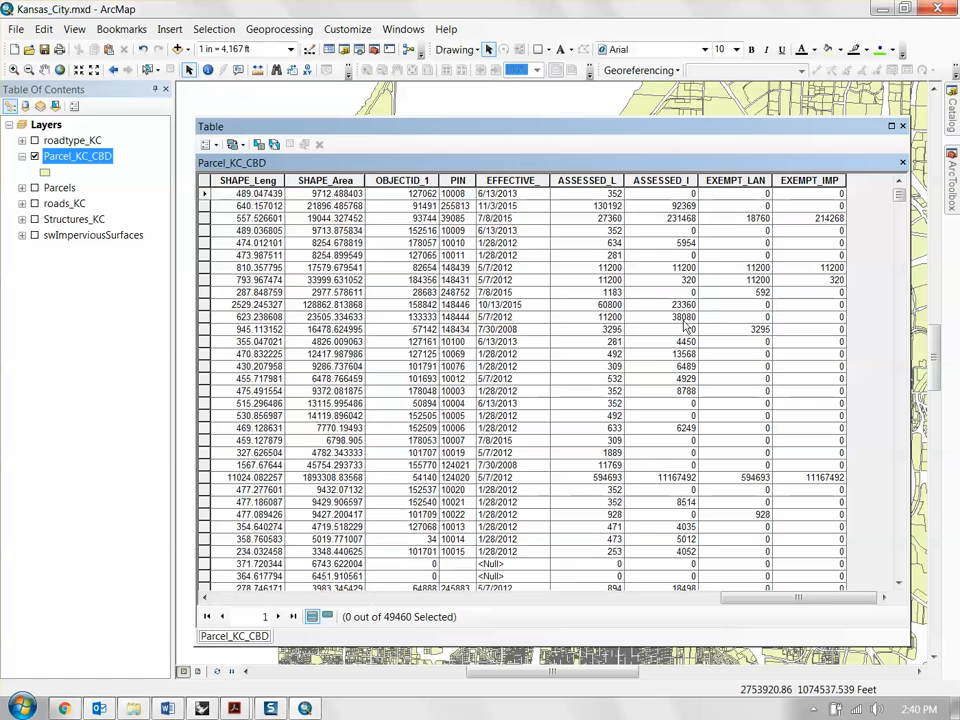 Kansas_City.mxd - ArcMap
File Edit View Bookmarks Insert Selection Geoprocessing Customize Windows Help
1 in = 4,167 ft Drawing Arial 10 B I U A
Georeferencing
Table Of Contents
Layers
roadtype_KC
Parcel_KC_CBD
Parcels
roads_KC
Structures_KC
swImperviousSurfaces
Catalog
ArcToolbox
Table
Parcel_KC_CBD
SHAPE_Leng SHAPE_Area OBJECTID_1 PIN EFFECTIVE_ ASSESSED_L ASSESSED_I EXEMPT_LAN EXEMPT_IMP
489.047439 9712.488403 127062 10008 6/13/2013 352 0 0 0
640.157012 21896.485768 91491 255813 11/3/2015 130192 92369 0 0
557.526601 19044.327452 93744 39085 7/8/2015 27360 231468 18760 214268
489.036805 9713.875834 152516 10009 6/13/2013 352 0 0 0
474.012101 8254.678819 178057 10010 1/28/2012 634 5954 0 0
473.987511 8254.899549 127065 10011 1/28/2012 281 0 0 0
810.357795 17579.679541 82654 148439 5/7/2012 11200 11200 11200 11200
793.967474 33999.631052 184356 148431 5/7/2012 11200 320 11200 320
287.848759 2977.578611 28683 248752 7/8/2015 1183 0 592 0
2529.245327 128862.813868 158842 148446 10/13/2015 60800 23360 0 0
623.238608 23505.334633 133333 148444 5/7/2012 11200 38080 0 0
945.113152 16478.624995 57142 148434 7/30/2008 3295 0 3295 0
355.047021 4826.009063 127161 10100 6/13/2013 281 4450 0 0
470.832225 12417.987986 127125 10069 1/28/2012 492 13568 0 0
430.207958 9286.737604 101791 10076 1/28/2012 309 6489 0 0
455.717981 6478.766459 101693 10012 5/7/2012 532 4929 0 0
475.491554 9372.081875 178048 10003 1/28/2012 352 8788 0 0
515.296486 13115.995486 50894 10004 6/13/2013 352 0 0 0
530.856987 14119.896042 152505 10005 1/28/2012 492 0 0 0
469.128631 7770.19493 152506 10009 1/28/2012 633 6249 0 0
459.127879 6798.905 178053 10007 7/8/2015 309 0 0 0
327.626504 4782.343333 101707 10019 5/7/2012 1889 0 0 0
1567.67644 45754.293733 155770 124021 7/30/2008 11769 0 0 0
11024.082257 1893308.83568 54140 124020 5/7/2012 594693 11167492 594693 11167492
477.277601 9432.07132 152537 10020 1/28/2012 352 0 0 0
477.186087 9429.906597 152540 10021 1/28/2012 352 8514 0 0
477.089426 9427.200417 101709 10022 1/28/2012 928 0 928 0
354.640274 4719.518229 127068 10013 1/28/2012 471 4035 0 0
358.760583 5019.771007 34 10014 1/28/2012 473 5012 0 0
234.032458 3348.440625 101701 10015 1/28/2012 253 4052 0 0
371.720344 6743.622004 0 <Null> 0 0 0 0
364.617794 6451.910561 0 <Null> 0 0 0 0
278.746171 3983.345429 64888 245883 5/7/2012 894 18498 0 0
1 (0 out of 49460 Selected)
Parcel_KC_CBD
2753920.86 1074537.539 Feet
2:40 PM